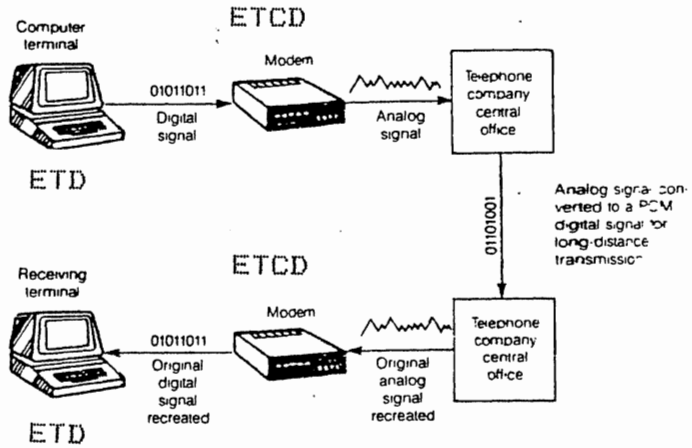 ETCD
Computer
terminal
Modem
01011011
Digital
signal
Analog
signal
Telephone
company
central
office
ETD
01101001
Analog signal con-
verted to a PCM
digital signal for
long-distance
transmission
ETCD
Receiving
terminal
Modem
01011011
Original
digital
signal
recreated
Original
analog
signal
recreated
Telephone
company
central
office
ETD